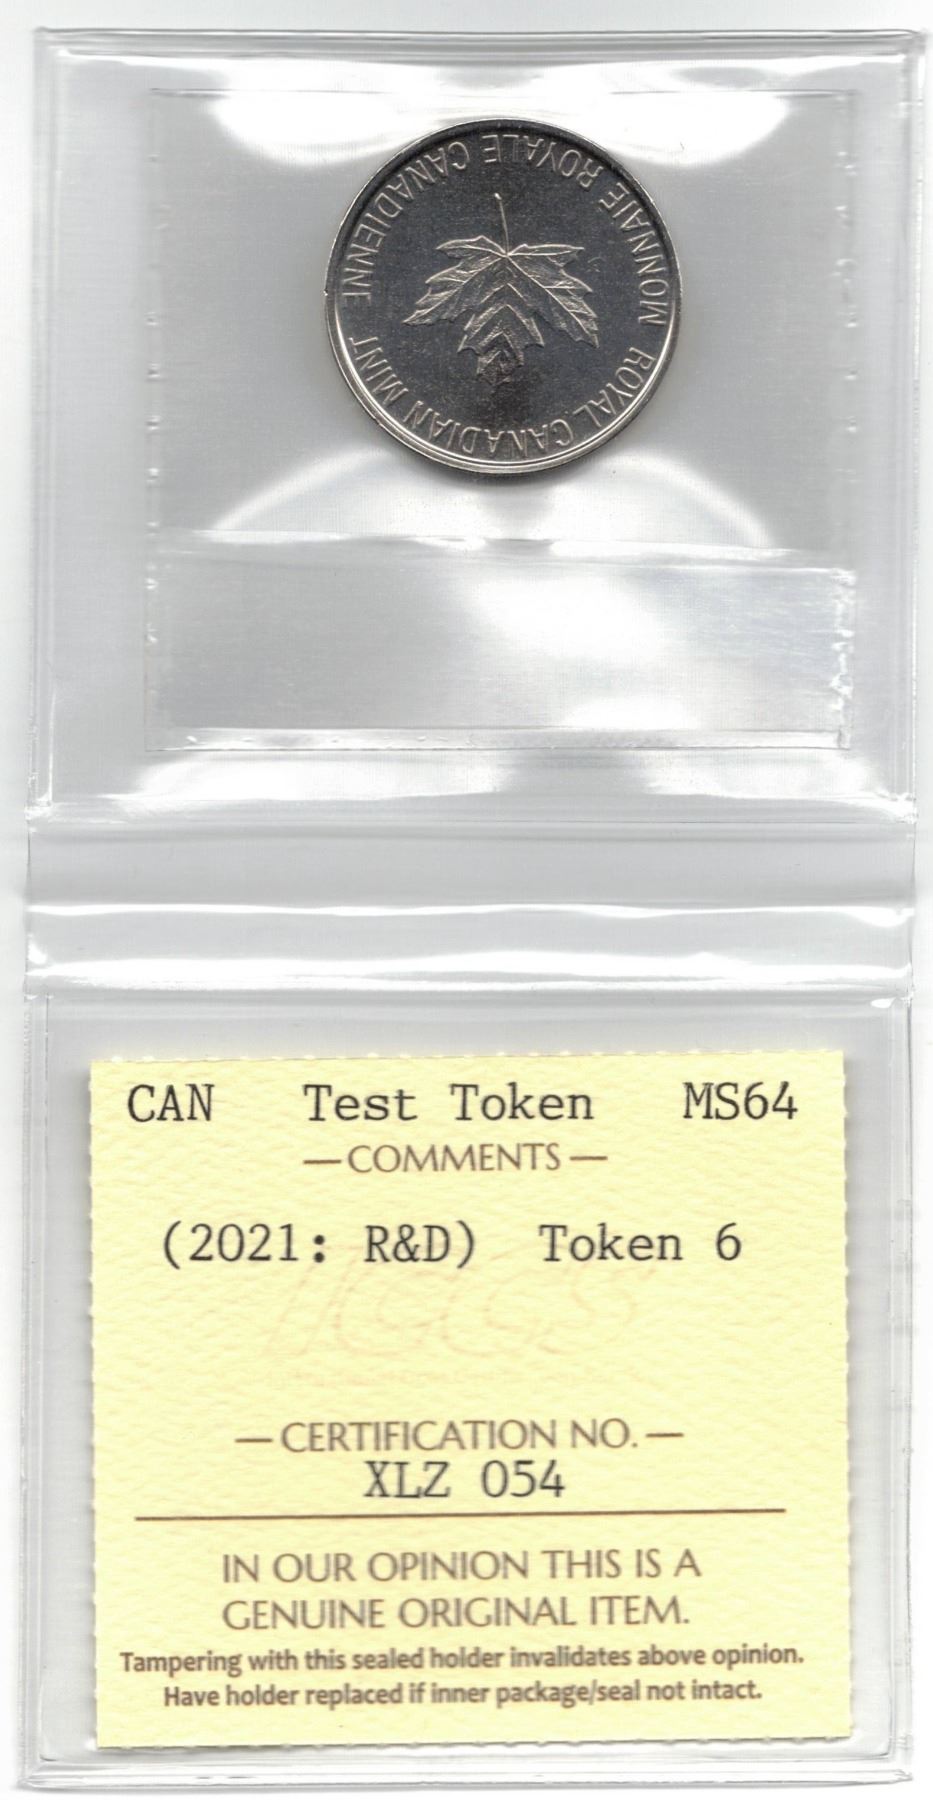 MONNAIE ROYALE CANADIENNE
ROYAL CANADIAN MINT
CAN Test Token MS64
—COMMENTS—
(2021: R&D) Token 6
ICCS
—CERTIFICATION NO.—
XLZ 054
IN OUR OPINION THIS IS A
GENUINE ORIGINAL ITEM.
Tampering with this sealed holder invalidates above opinion.
Have holder replaced if inner package/seal not intact.